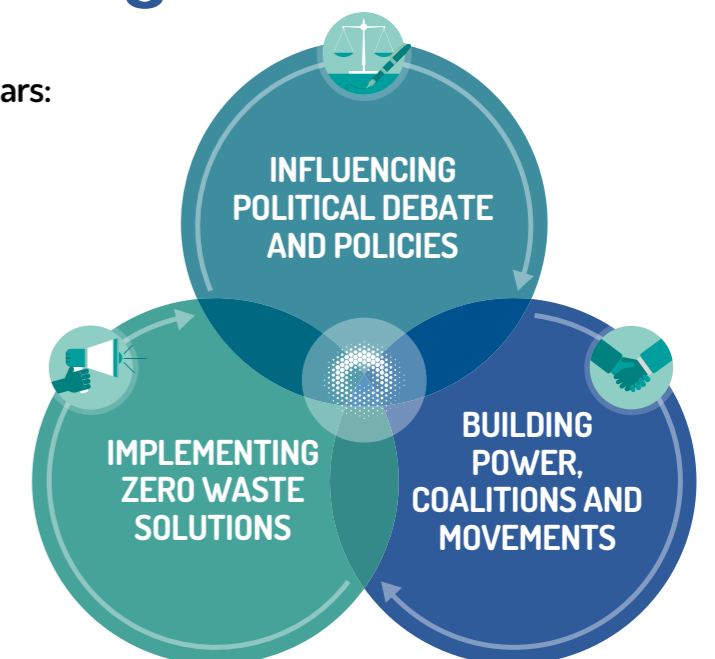 g
ars:
INFLUENCING
POLITICAL DEBATE
AND POLICIES
IMPLEMENTING
ZERO WASTE
SOLUTIONS
BUILDING
POWER,
COALITIONS AND
MOVEMENTS